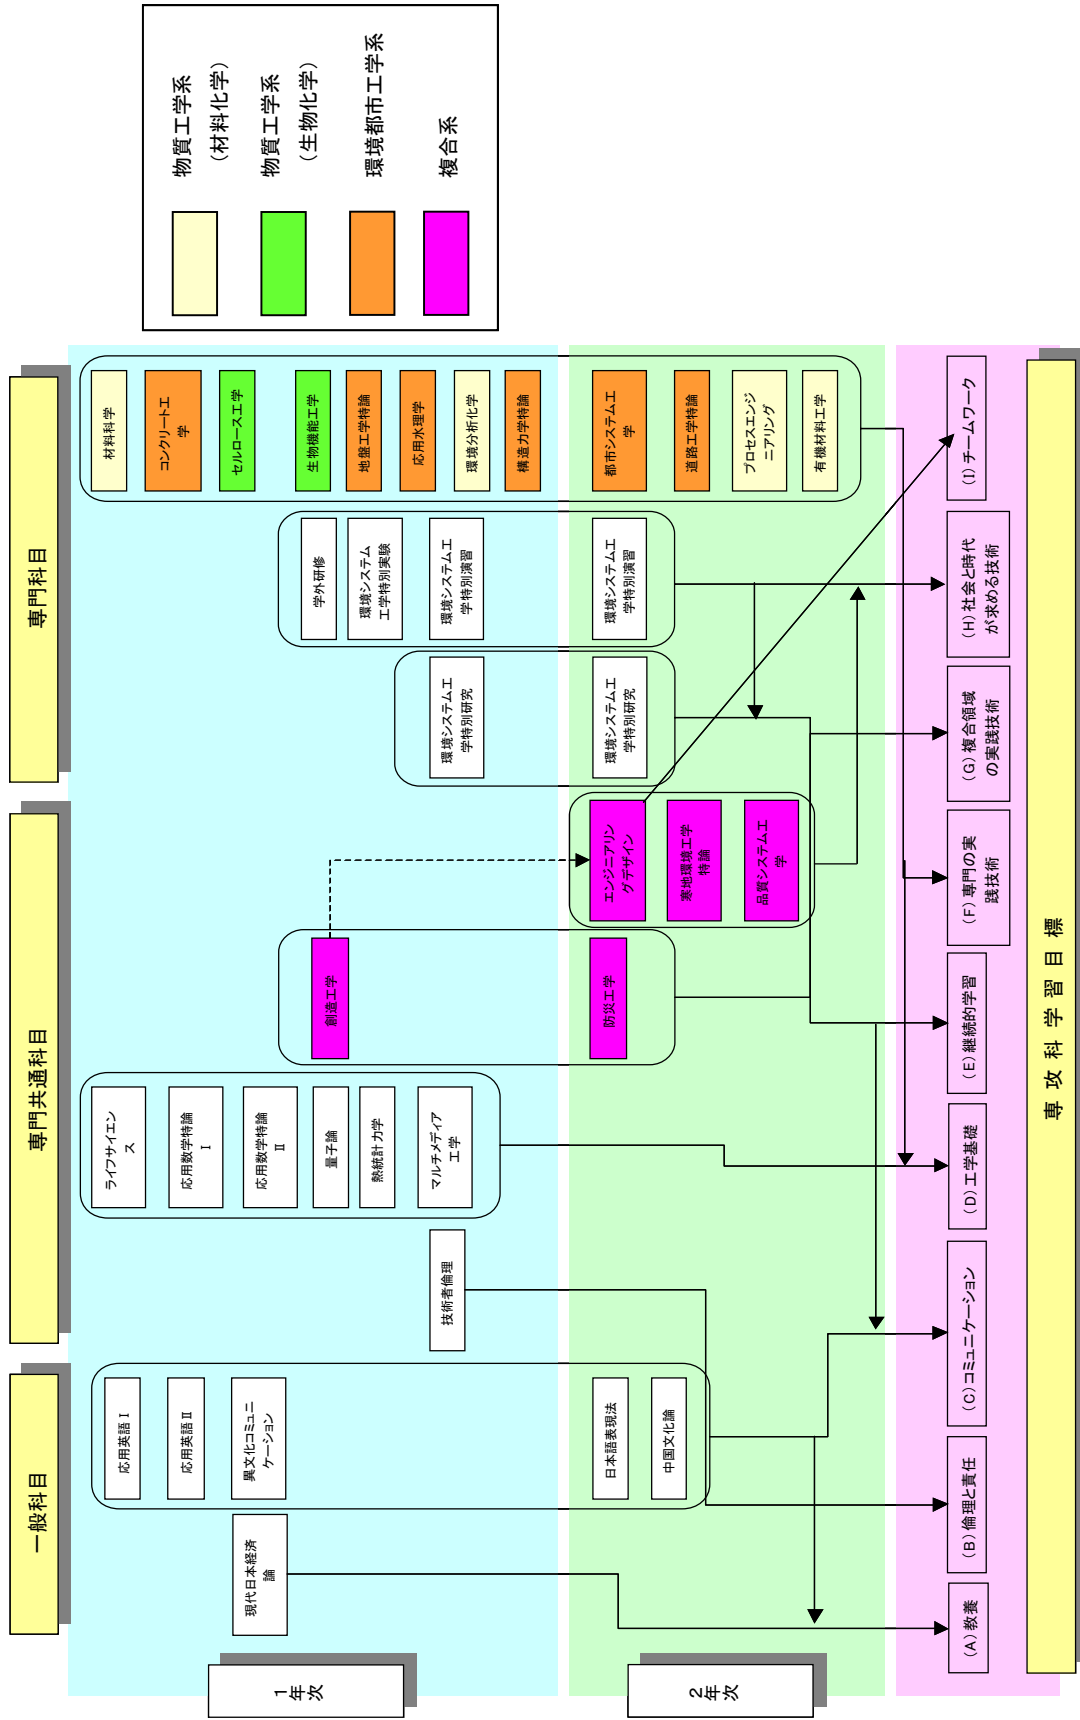 一般科目
専門共通科目
専門科目
1年次
現代日本経済
論
応用英語Ⅰ
応用英語Ⅱ
異文化コミュニ
ケーション
技術者倫理
ライフサイエン
ス
応用数学特論
Ⅰ
応用数学特論
Ⅱ
量子論
熱統計力学
マルチメディア
工学
創造工学
環境システム工
学特別研究
学外研修
環境システム
工学特別実験
環境システム工
学特別演習
材料科学
コンクリート工
学
セルロース工学
生物機能工学
地盤工学特論
応用水理学
環境分析化学
構造力学特論
2年次
日本語表現法
中国文化論
防災工学
エンジニアリン
グデザイン
寒地環境工学
特論
品質システム工
学
環境システム工
学特別研究
環境システム工
学特別演習
都市システム工
学
道路工学特論
プロセスエンジ
ニアリング
有機材料工学
(A)教養
(B)倫理と責任
(C)コミュニケーション
(D)工学基礎
(E)継続的学習
(F)専門の実
践技術
(G)複合領域
の実践技術
(H)社会と時代
が求める技術
(I)チームワーク
専攻科学習目標
物質工学系
(材料化学)
物質工学系
(生物化学)
環境都市工学系
複合系